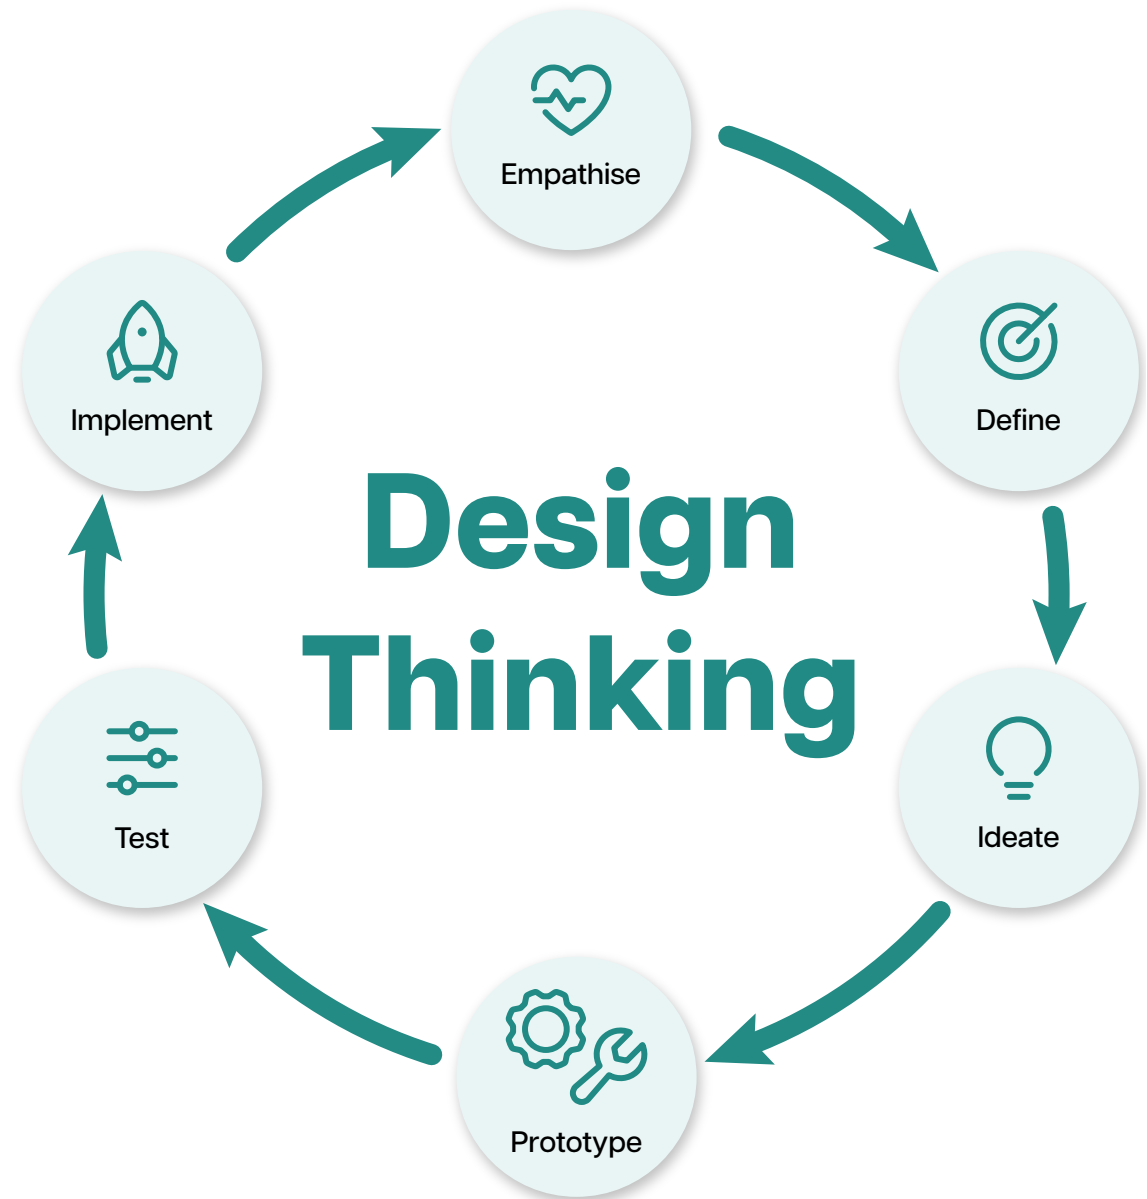 Empathise
Define
Ideate
Prototype
Test
Implement
Design
Thinking